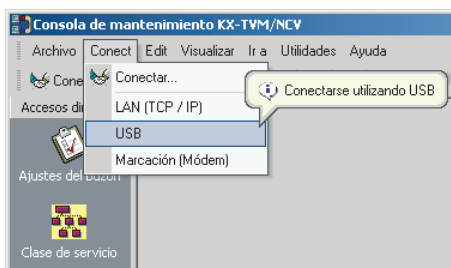 Consola de mantenimiento KX-TVM/NCV
Archivo Conect Edit Visualizar Ir a Utilidades Ayuda
Cone
Conectar...
Accesos di
LAN (TCP / IP)
USB
Conectarse utilizando USB
Marcación (Módem)
Ajustes del buzón
Clase de servicio